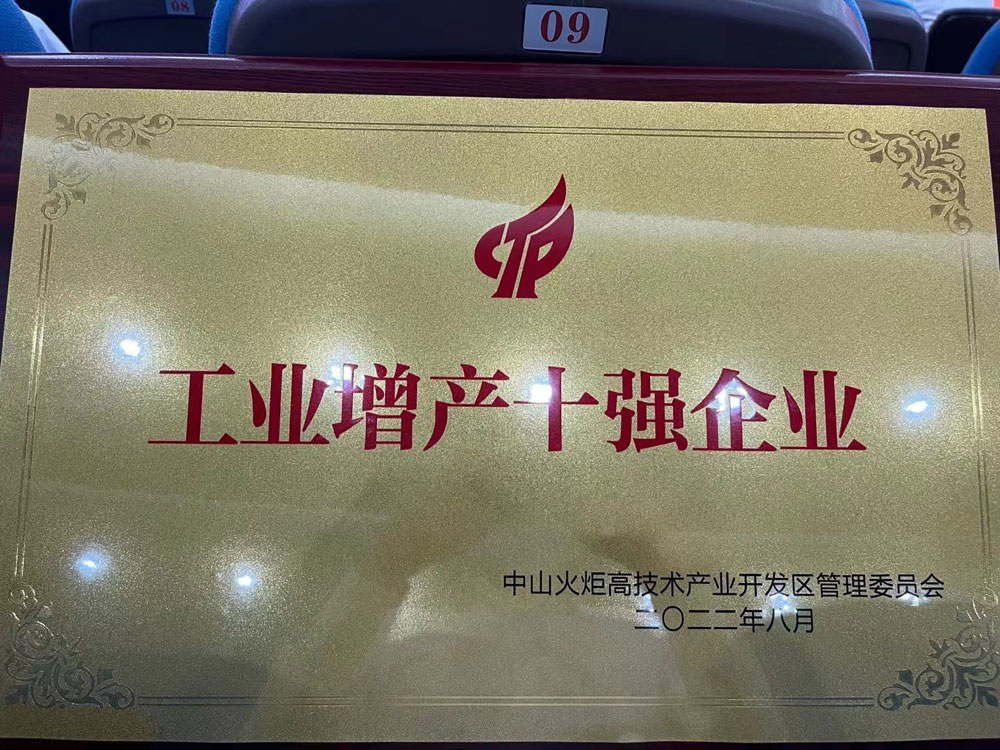 08
09
CTP
工业增产十强企业
中山火炬高技术产业开发区管理委员会
二〇二二年八月